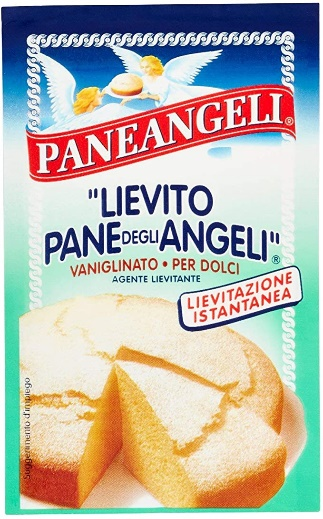 PANEANGELI®
"LIEVITO
PANE DEGLI ANGELI"®
VANIGLINATO • PER DOLCI
AGENTE LIEVITANTE
LIEVITAZIONE
ISTANTANEA
Suggerimento d'impiego